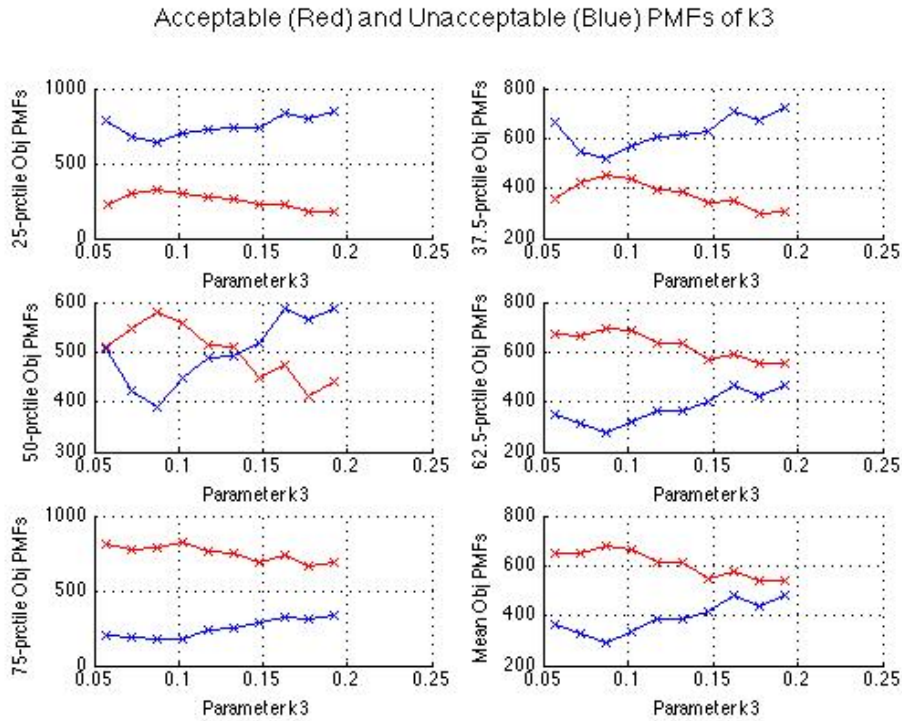 Acceptable (Red) and Unacceptable (Blue) PMFs of k3
25-prctile Obj PMFs
1000
500
0
0.05 0.1 0.15 0.2 0.25
Parameter k3
37.5-prctile Obj PMFs
800
600
400
200
0.05 0.1 0.15 0.2 0.25
Parameter k3
50-prctile Obj PMFs
600
500
400
300
0.05 0.1 0.15 0.2 0.25
Parameter k3
62.5-prctile Obj PMFs
800
600
400
200
0.05 0.1 0.15 0.2 0.25
Parameter k3
75-prctile Obj PMFs
1000
500
0
0.05 0.1 0.15 0.2 0.25
Parameter k3
Mean Obj PMFs
800
600
400
200
0.05 0.1 0.15 0.2 0.25
Parameter k3